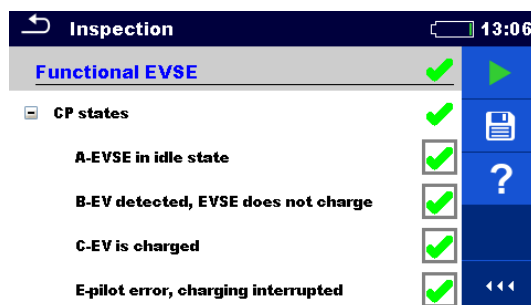 Inspection
13:06
Functional EVSE
CP states
A-EVSE in idle state
B-EV detected, EVSE does not charge
?
C-EV is charged
E-pilot error, charging interrupted